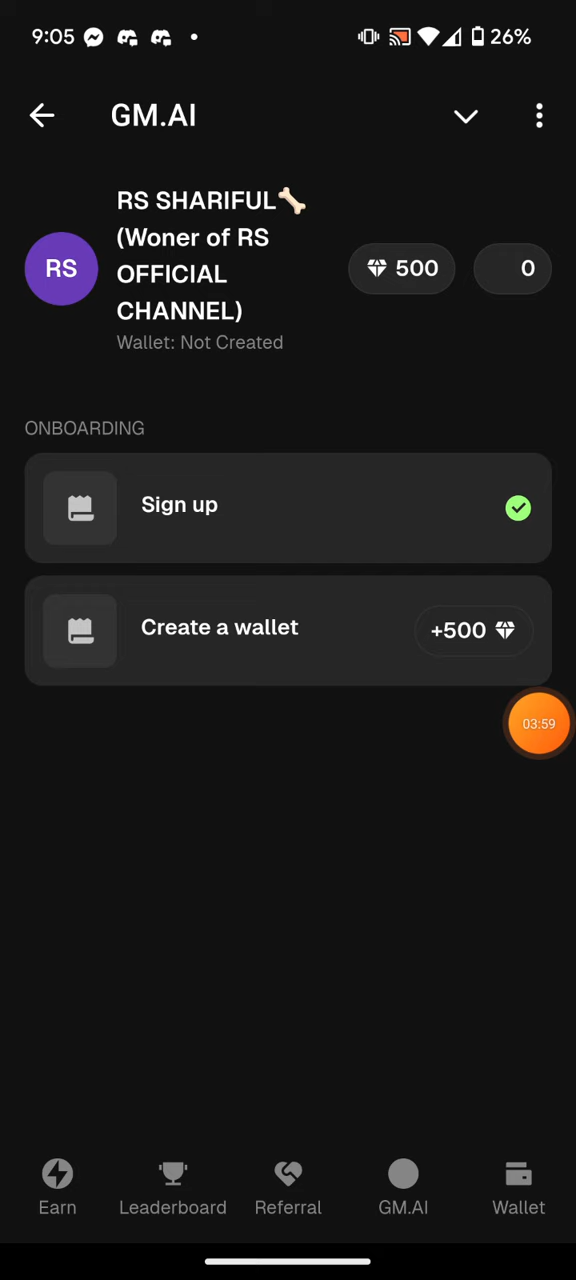 9:05
26%
GM.AI
RS SHARIFUL🦴
(Woner of RS
OFFICIAL
CHANNEL)
RS
500
0
Wallet: Not Created
ONBOARDING
Sign up
Create a wallet
+500
03:59
Earn
Leaderboard
Referral
GM.AI
Wallet